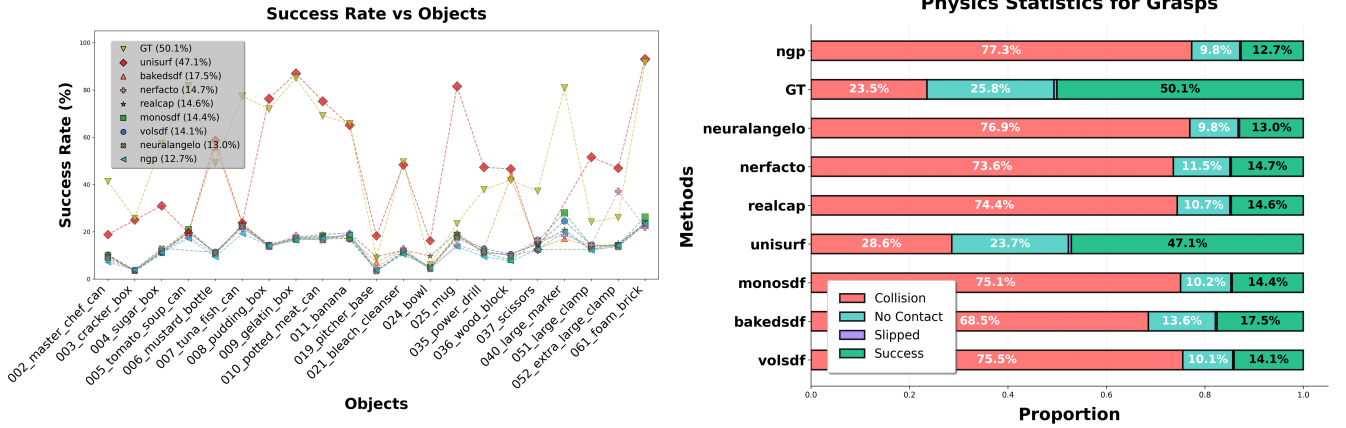 Success Rate vs Objects
Success Rate (%)
100
80
60
40
20
0
GT (50.1%)
unisurf (47.1%)
bakedsdf (17.5%)
nerfacto (14.7%)
realcap (14.6%)
monosdf (14.4%)
volsdf (14.1%)
neuralangelo (13.0%)
ngp (12.7%)
002_master_chef_can
003_cracker_box
004_sugar_box
005_tomato_soup_can
006_mustard_bottle
007_tuna_fish_can
008_pudding_box
009_gelatin_box
010_potted_meat_can
011_banana
019_pitcher_base
021_bleach_cleanser
024_bowl
025_mug
035_power_drill
036_wood_block
037_scissors
040_large_marker
051_large_clamp
052_extra_large_clamp
061_foam_brick
Objects
Physics Statistics for Grasps
Methods
ngp 77.3% 9.8% 12.7%
GT 23.5% 25.8% 50.1%
neuralangelo 76.9% 9.8% 13.0%
nerfacto 73.6% 11.5% 14.7%
realcap 74.4% 10.7% 14.6%
unisurf 28.6% 23.7% 47.1%
monosdf 75.1% 10.2% 14.4%
bakedsdf 68.5% 13.6% 17.5%
volsdf 75.5% 10.1% 14.1%
Collision
No Contact
Slipped
Success
0.0 0.2 0.4 0.6 0.8 1.0
Proportion